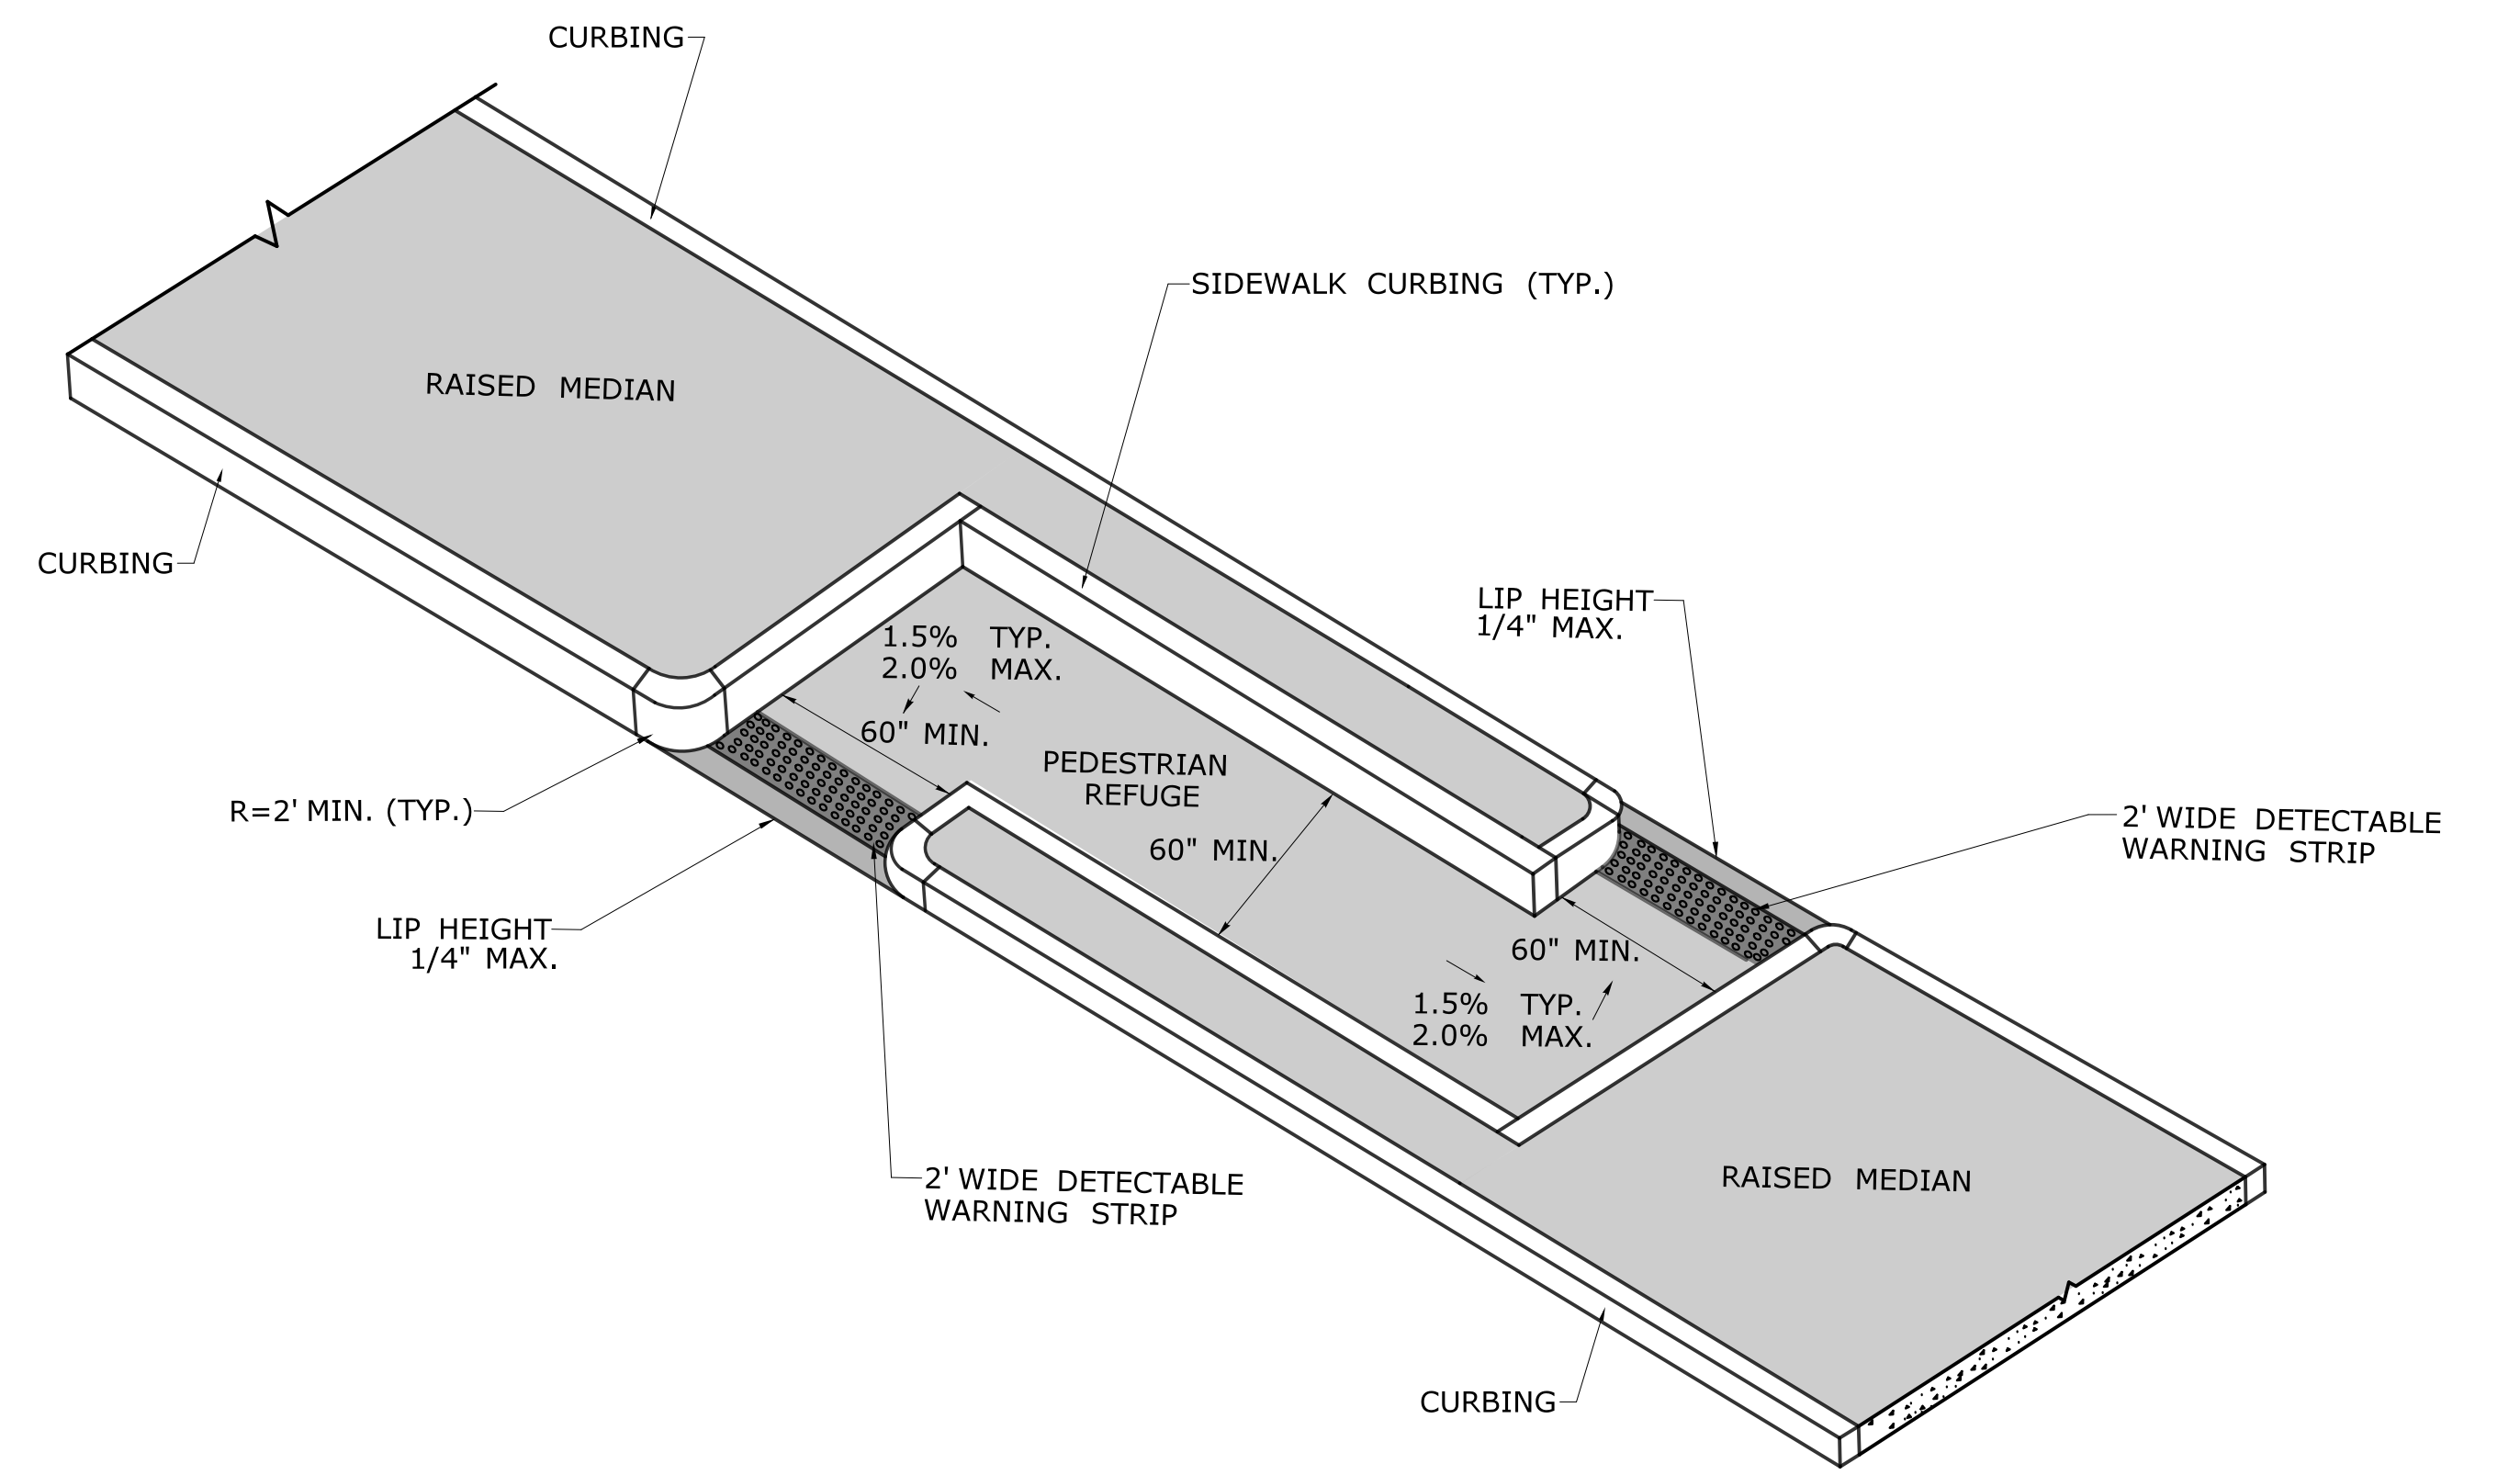 CURBING
SIDEWALK CURBING (TYP.)
RAISED MEDIAN
CURBING
LIP HEIGHT
1/4" MAX.
1.5% TYP.
2.0% MAX.
60" MIN.
PEDESTRIAN
REFUGE
60" MIN.
R=2' MIN. (TYP.)
2' WIDE DETECTABLE
WARNING STRIP
LIP HEIGHT
1/4" MAX.
60" MIN.
1.5% TYP.
2.0% MAX.
2' WIDE DETECTABLE
WARNING STRIP
RAISED MEDIAN
CURBING